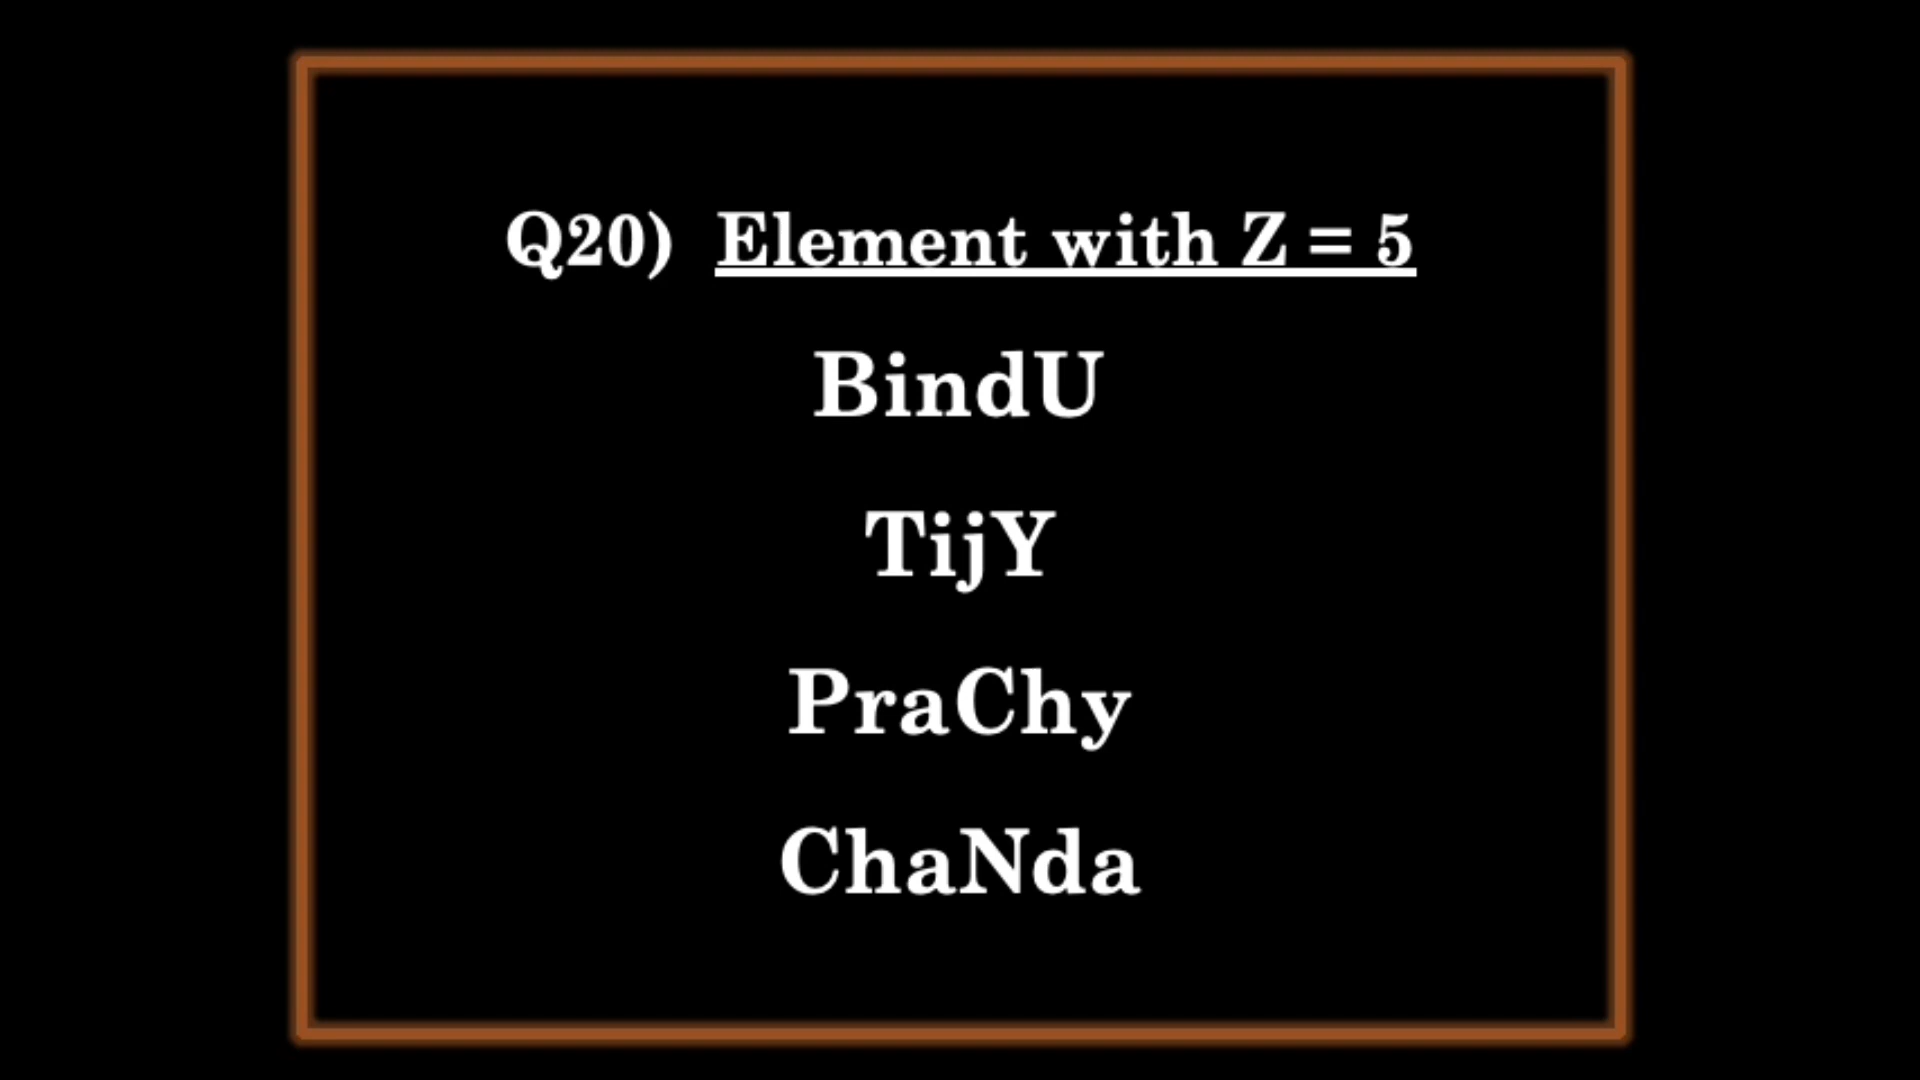 Q20) Element with Z = 5
BindU
TijY
PraChy
ChaNda